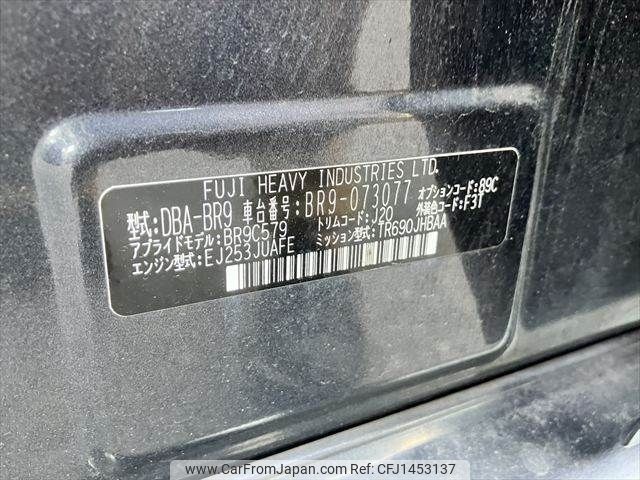 FUJI HEAVY INDUSTRIES LTD.
型式: DBA-BR9 車台番号: BR9-073077 オプションコード: 89C
アプライドモデル: BR9C579 トリムコード: J20 外装色コード: F3T
エンジン型式: EJ253JUAFE ミッション型式: TR690JHBAA
www.CarFromJapan.com - CFJ1453137